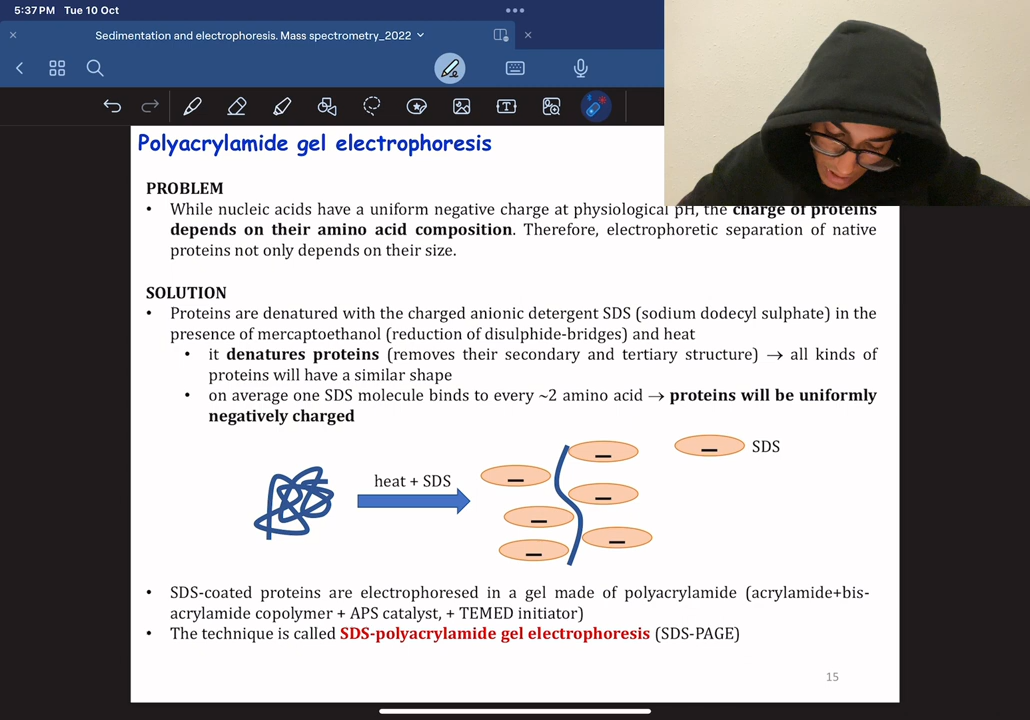 5:37 PM Tue 10 Oct
Sedimentation and electrophoresis. Mass spectrometry_2022
Polyacrylamide gel electrophoresis
PROBLEM
• While nucleic acids have a uniform negative charge at physiological pH, the charge of proteins
depends on their amino acid composition. Therefore, electrophoretic separation of native
proteins not only depends on their size.
SOLUTION
• Proteins are denatured with the charged anionic detergent SDS (sodium dodecyl sulphate) in the
presence of mercaptoethanol (reduction of disulphide-bridges) and heat
• it denatures proteins (removes their secondary and tertiary structure) → all kinds of
proteins will have a similar shape
• on average one SDS molecule binds to every ~2 amino acid → proteins will be uniformly
negatively charged
SDS
heat + SDS
• SDS-coated proteins are electrophoresed in a gel made of polyacrylamide (acrylamide+bis-
acrylamide copolymer + APS catalyst, + TEMED initiator)
• The technique is called SDS-polyacrylamide gel electrophoresis (SDS-PAGE)
15